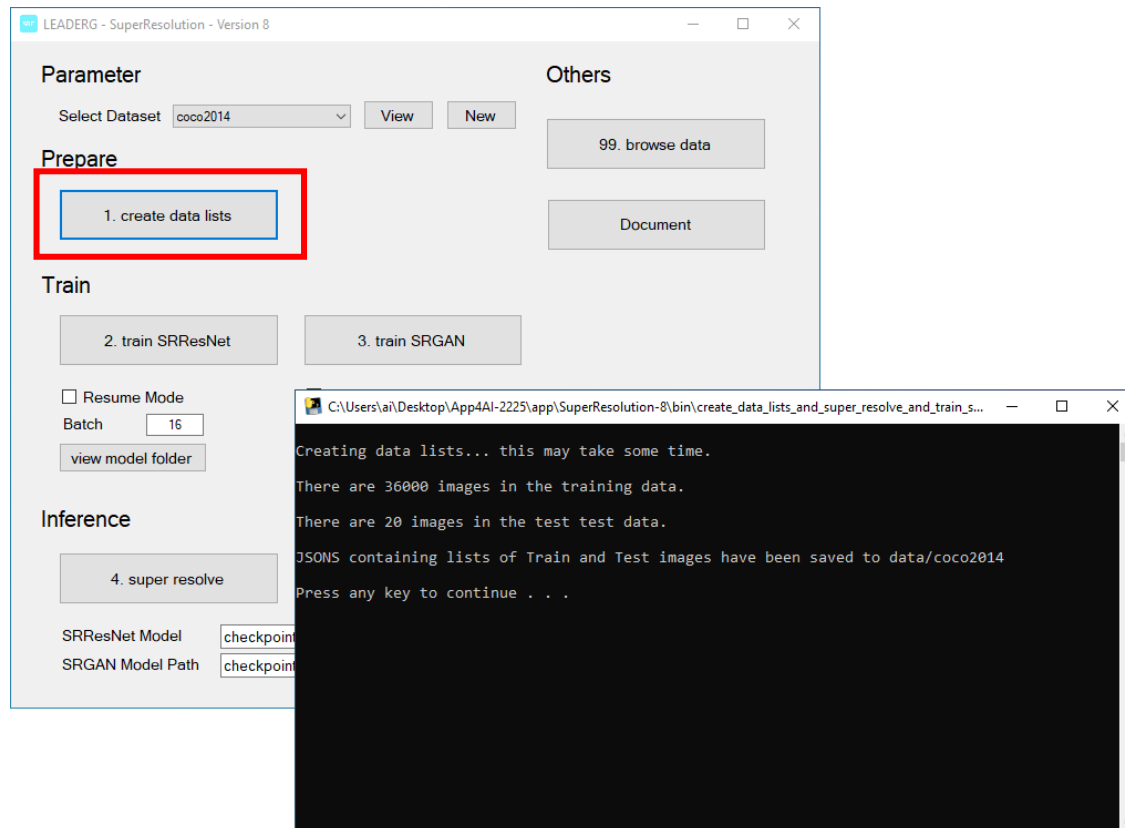 LEADERG - SuperResolution - Version 8
Parameter
Others
Select Dataset coco2014 View New
99. browse data
Prepare
1. create data lists
Document
Train
2. train SRResNet 3. train SRGAN
Resume Mode
Batch 16
view model folder
Inference
4. super resolve
SRResNet Model checkpoint
SRGAN Model Path checkpoint
C:\Users\ai\Desktop\App4AI-2225\app\SuperResolution-8\bin\create_data_lists_and_super_resolve_and_train_s...
Creating data lists... this may take some time.
There are 36000 images in the training data.
There are 20 images in the test test data.
JSONS containing lists of Train and Test images have been saved to data/coco2014
Press any key to continue . . .